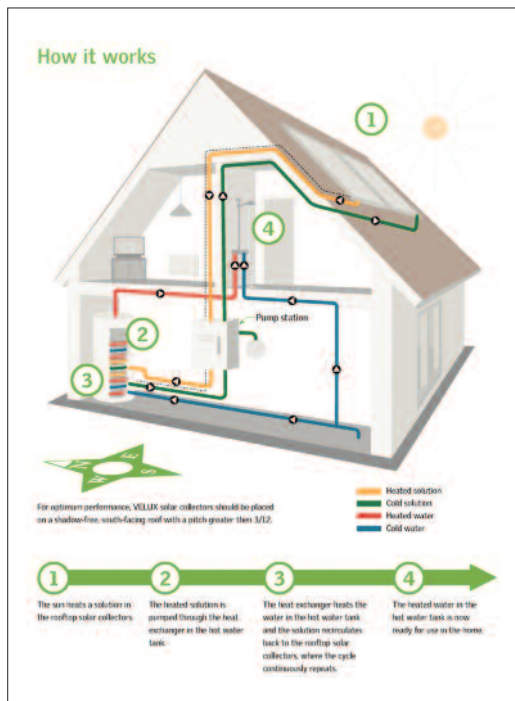 How it works
1
4
Pump station
2
3
N
E
S
W
For optimum performance, VELUX solar collectors should be placed
on a shadow-free, south-facing roof with a pitch greater then 3/12.
Heated solution
Cold solution
Heated water
Cold water
1
2
3
4
The sun heats a solution in
the rooftop solar collectors.
The heated solution is
pumped through the heat
exchanger in the hot water
tank.
The heat exchanger heats the
water in the hot water tank
and the solution recirculates
back to the rooftop solar
collectors, where the cycle
continuously repeats.
The heated water in the
hot water tank is now
ready for use in the home.